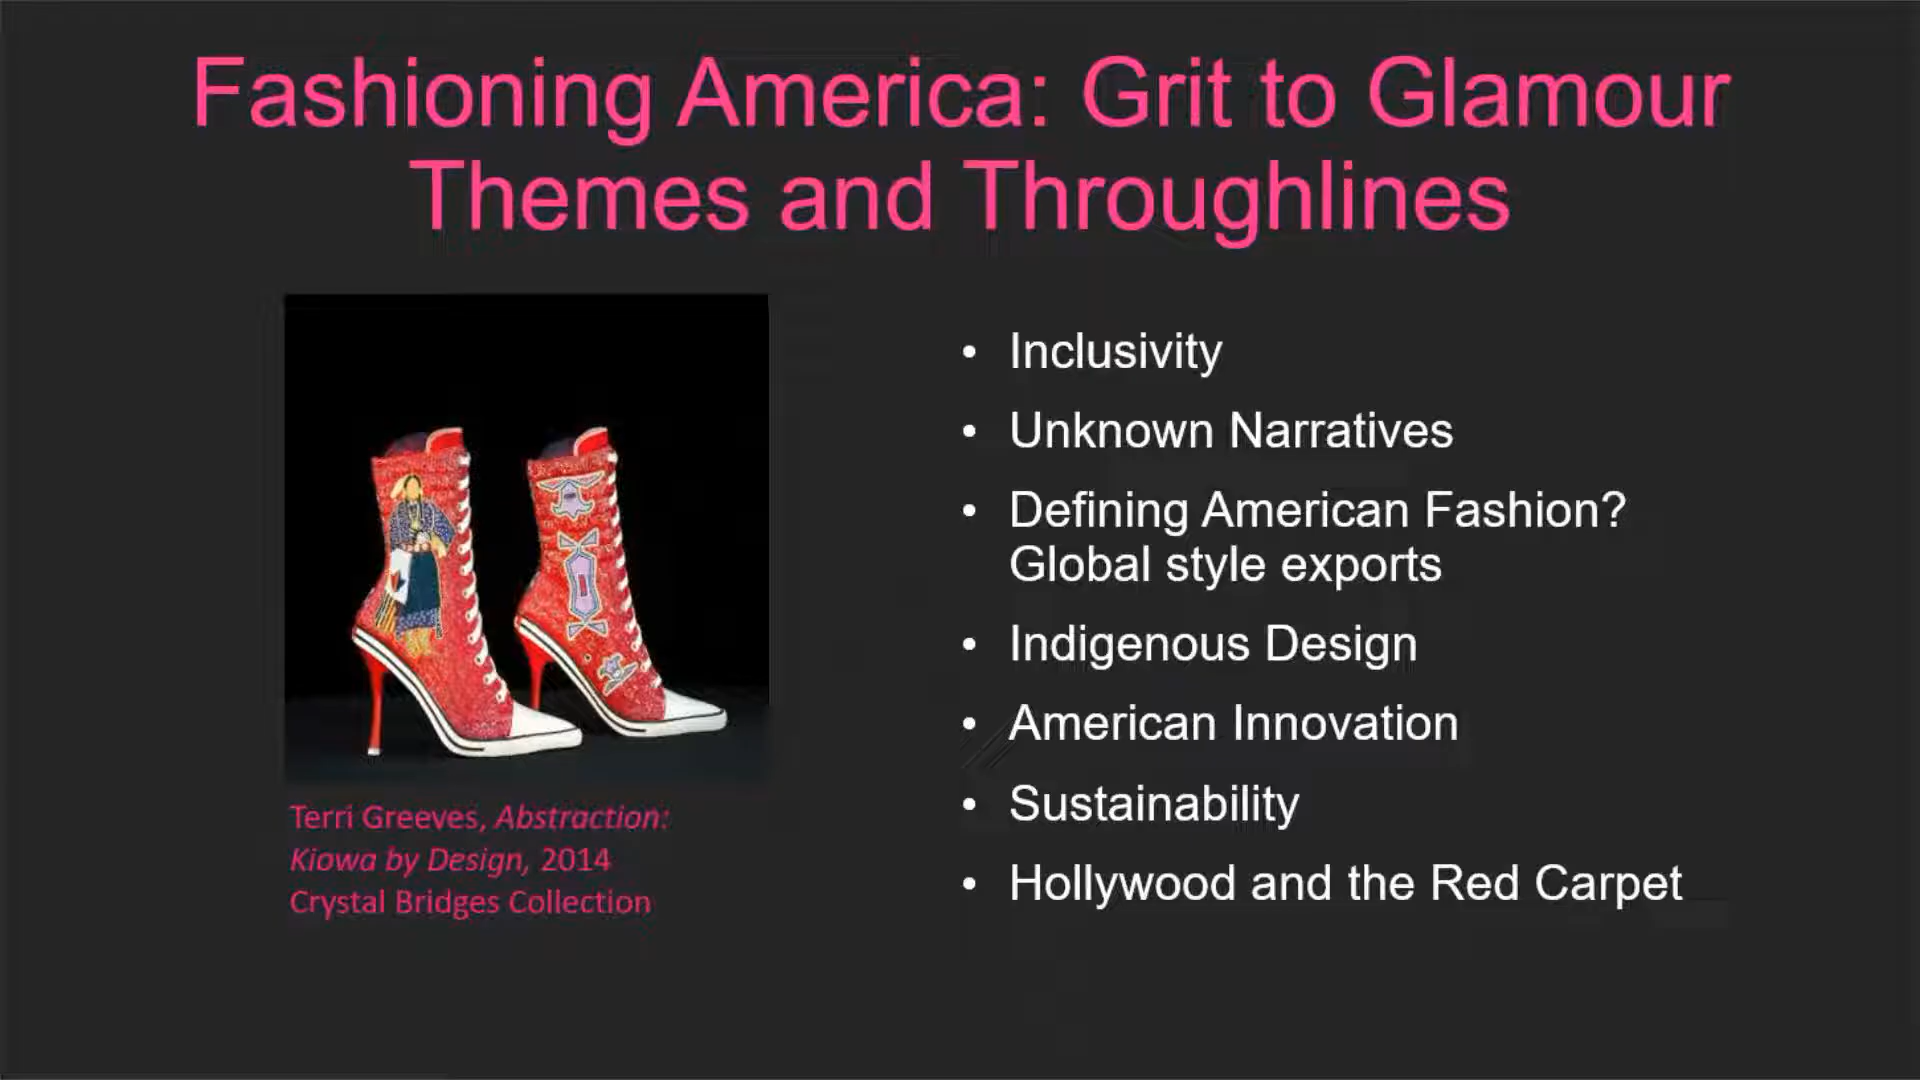 Fashioning America: Grit to Glamour
Themes and Throughlines
Terri Greeves, Abstraction:
Kiowa by Design, 2014
Crystal Bridges Collection
• Inclusivity
• Unknown Narratives
• Defining American Fashion?
Global style exports
• Indigenous Design
• American Innovation
• Sustainability
• Hollywood and the Red Carpet